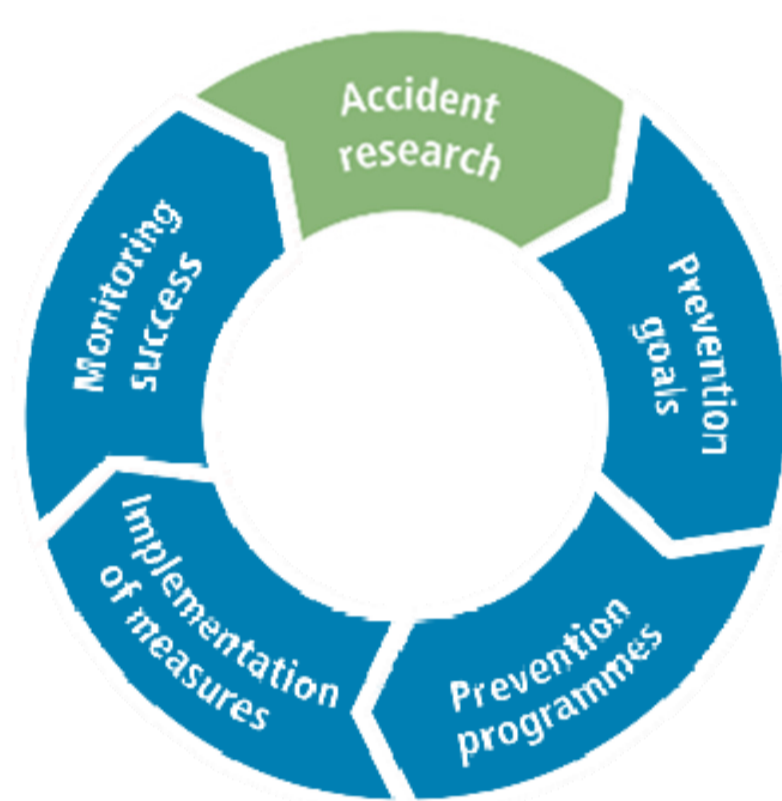 Accident
research
Prevention
goals
Prevention
programmes
Implementation
of measures
Monitoring
success